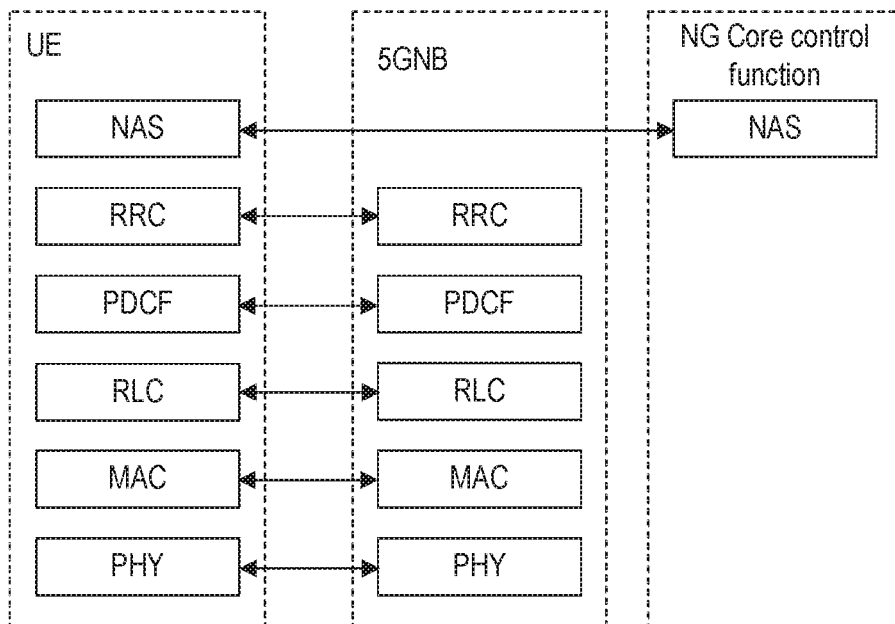 UE
5GNB
NG Core control
function
NAS
NAS
RRC
RRC
PDCF
PDCF
RLC
RLC
MAC
MAC
PHY
PHY